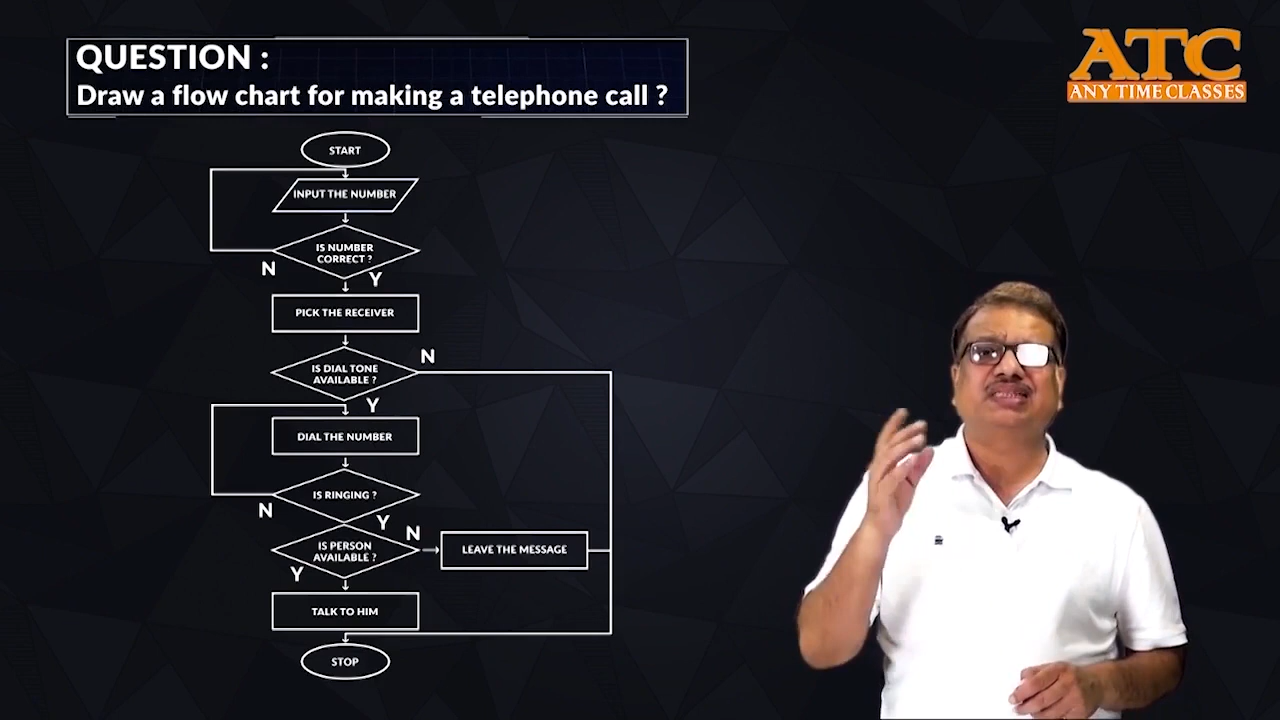 QUESTION :
Draw a flow chart for making a telephone call ?
ATC
ANY TIME CLASSES
START
INPUT THE NUMBER
IS NUMBER
CORRECT ?
N
Y
PICK THE RECEIVER
N
IS DIAL TONE
AVAILABLE ?
Y
DIAL THE NUMBER
IS RINGING ?
N
Y
N
IS PERSON
AVAILABLE ?
LEAVE THE MESSAGE
Y
TALK TO HIM
STOP